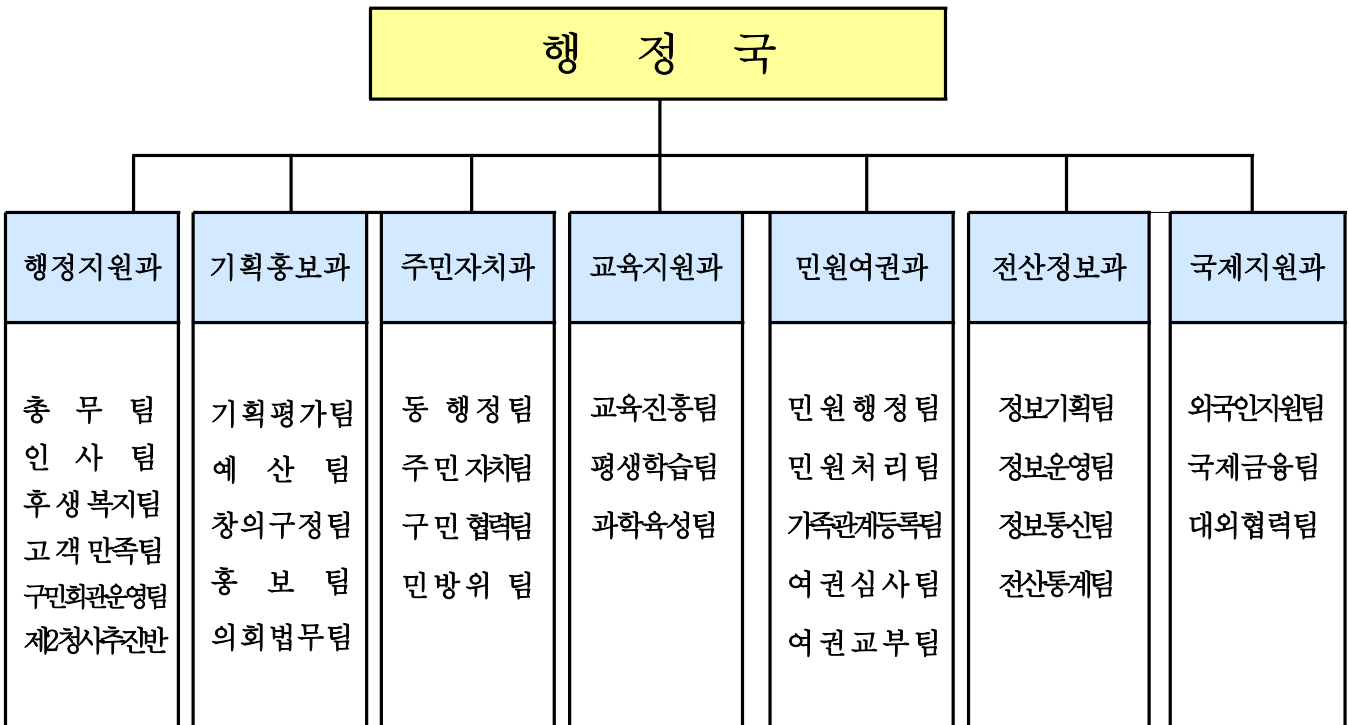 행 정 국
행정지원과
기획홍보과
주민자치과
교육지원과
민원여권과
전산정보과
국제지원과
총 무 팀
인 사 팀
후생복지팀
고객만족팀
구민회관운영팀
제2청사추진반
기획평가팀
예 산 팀
창의구정팀
홍 보 팀
의회법무팀
동 행정팀
주민자치팀
구민협력팀
민방위 팀
교육진흥팀
평생학습팀
과학육성팀
민원행정팀
민원처리팀
가족관계등록팀
여권심사팀
여권교부팀
정보기획팀
정보운영팀
정보통신팀
전산통계팀
외국인지원팀
국제금융팀
대외협력팀